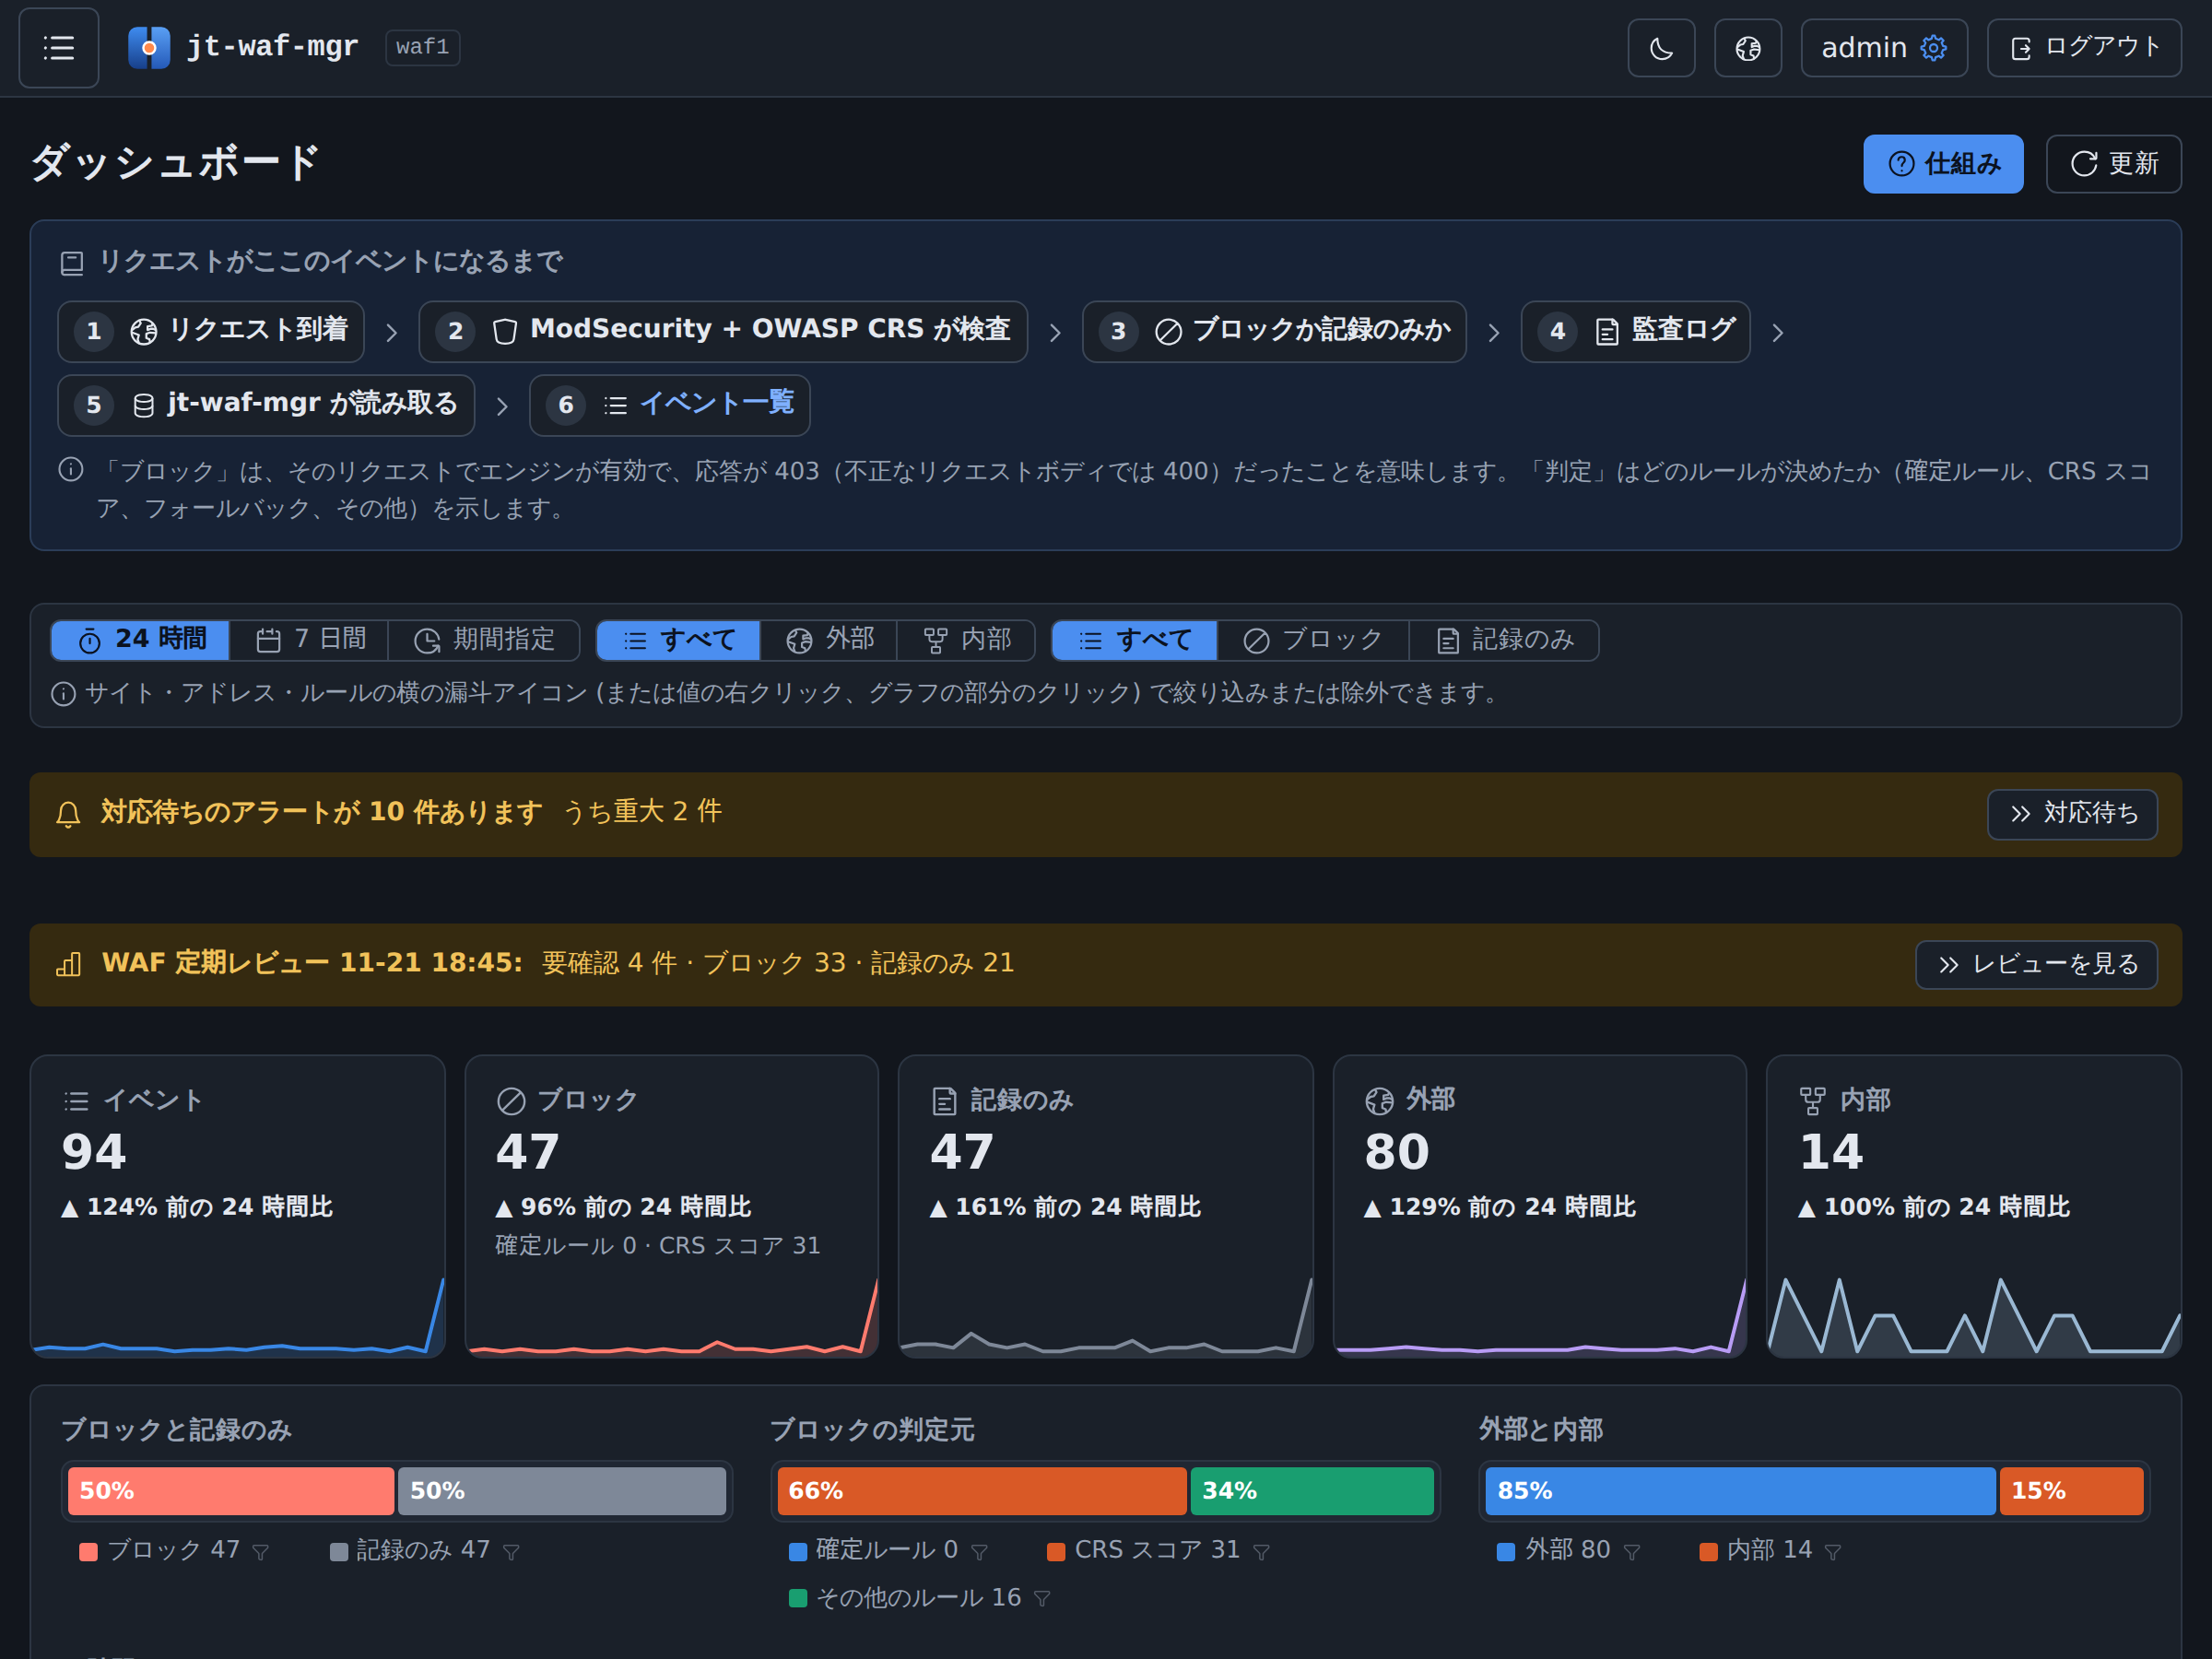 jt-waf-mgr waf1 admin ログアウト
ダッシュボード 仕組み 更新
リクエストがここのイベントになるまで
1 リクエスト到着 2 ModSecurity + OWASP CRS が検査 3 ブロックか記録のみか 4 監査ログ
5 jt-waf-mgr が読み取る 6 イベント一覧
「ブロック」は、そのリクエストでエンジンが有効で、応答が 403（不正なリクエストボディでは 400）だったことを意味します。「判定」はどのルールが決めたか（確定ルール、CRS スコ
ア、フォールバック、その他）を示します。
24 時間 7 日間 期間指定 すべて 外部 内部 すべて ブロック 記録のみ
サイト・アドレス・ルールの横の漏斗アイコン (または値の右クリック、グラフの部分のクリック) で絞り込みまたは除外できます。
対応待ちのアラートが 10 件あります うち重大 2 件 対応待ち
WAF 定期レビュー 11-21 18:45: 要確認 4 件 · ブロック 33 · 記録のみ 21 レビューを見る
イベント
94
▲ 124% 前の 24 時間比
ブロック
47
▲ 96% 前の 24 時間比
確定ルール 0 · CRS スコア 31
記録のみ
47
▲ 161% 前の 24 時間比
外部
80
▲ 129% 前の 24 時間比
内部
14
▲ 100% 前の 24 時間比
ブロックと記録のみ
50% 50%
ブロック 47 記録のみ 47
ブロックの判定元
66% 34%
確定ルール 0 CRS スコア 31
その他のルール 16
外部と内部
85% 15%
外部 80 内部 14